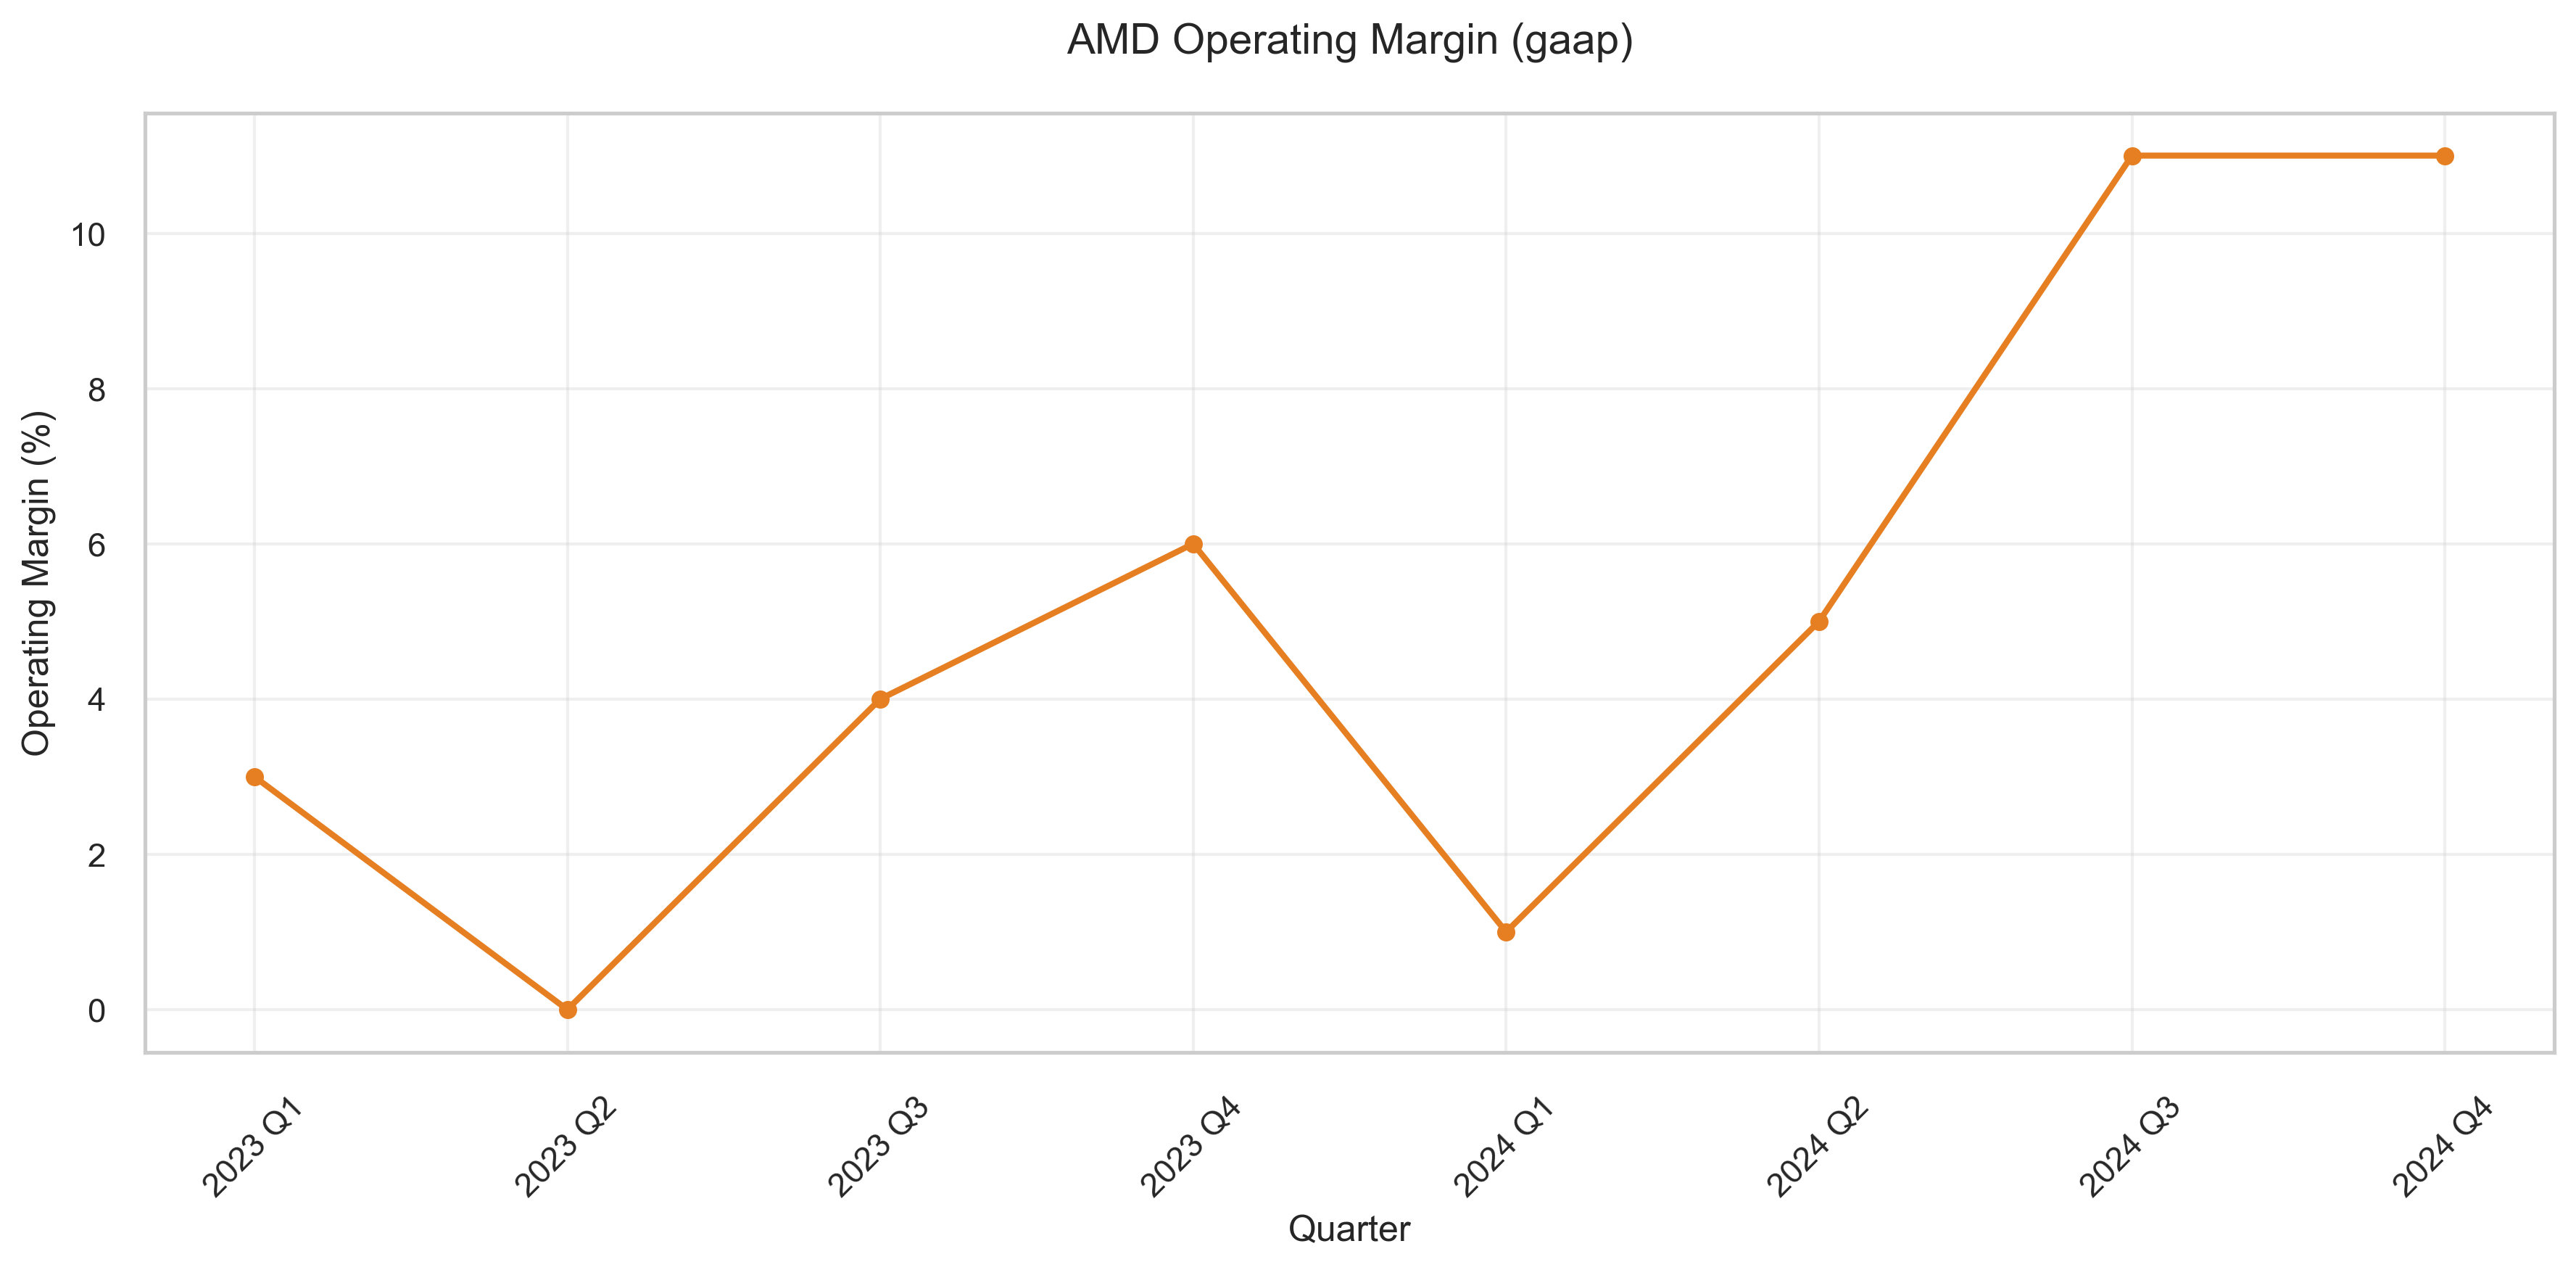 AMD Operating Margin (gaap)
Operating Margin (%)
10
8
6
4
2
0
2023 Q1
2023 Q2
2023 Q3
2023 Q4
2024 Q1
2024 Q2
2024 Q3
2024 Q4
Quarter